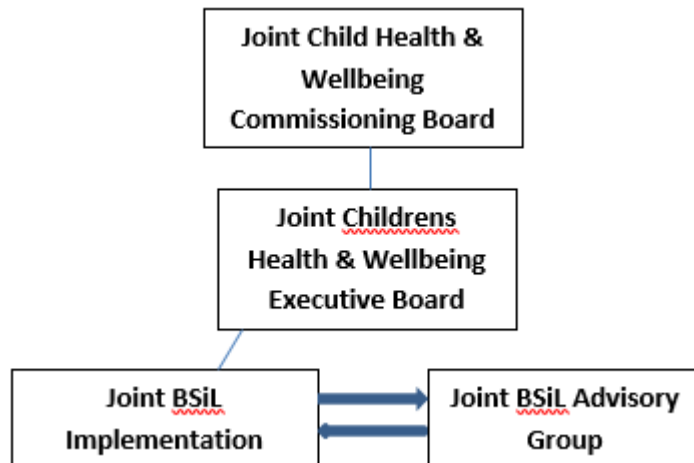 Joint Child Health &
Wellbeing
Commissioning Board
Joint Childrens
Health & Wellbeing
Executive Board
Joint BSiL
Implementation
Joint BSiL Advisory
Group